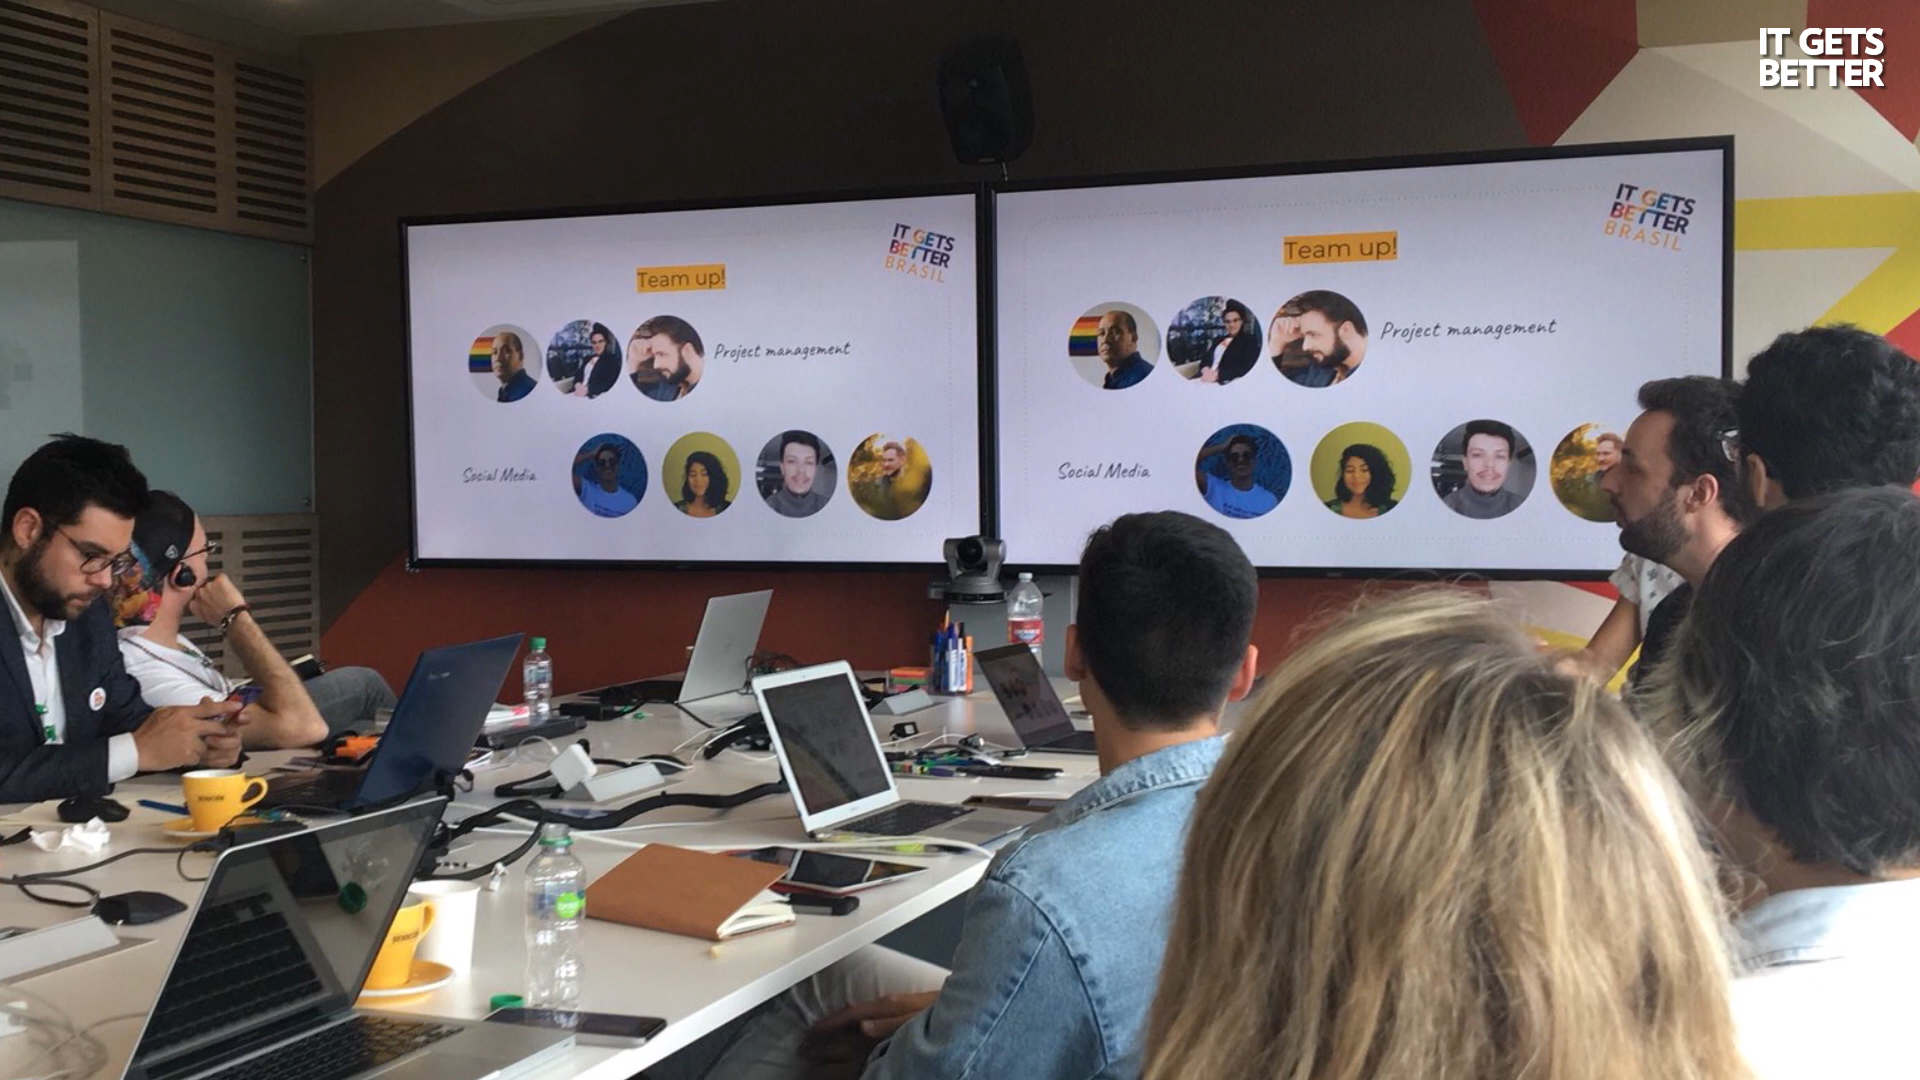 IT GETS
BETTER
Team up!
IT GETS
BETTER
BRASIL
Project management
Social Media
Team up!
IT GETS
BETTER
BRASIL
Project management
Social Media